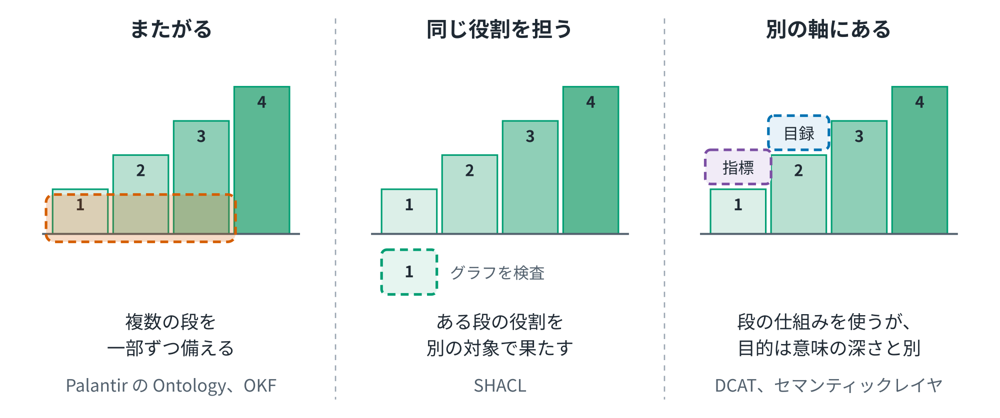 またがる
1
2
3
4
複数の段を
一部ずつ備える
Palantir の Ontology、OKF
同じ役割を担う
1
2
3
4
1
グラフを検査
ある段の役割を
別の対象で果たす
SHACL
別の軸にある
指標
目録
1
2
3
4
段の仕組みを使うが、
目的は意味の深さと別
DCAT、セマンティックレイヤ